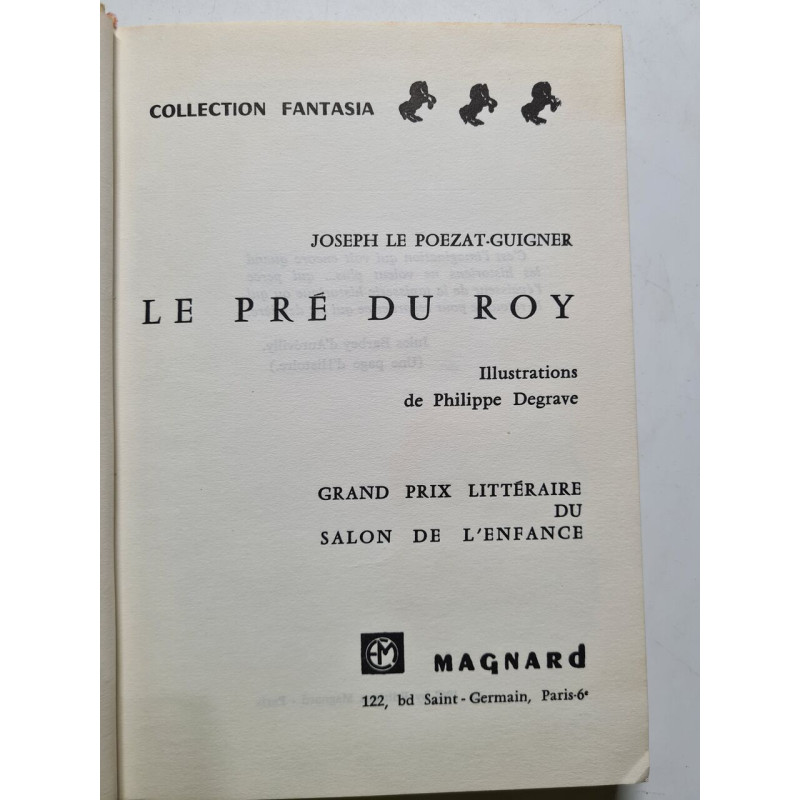 COLLECTION FANTASIA
JOSEPH LE POEZAT-GUIGNER
LE PRÉ DU ROY
Illustrations
de Philippe Degrave
GRAND PRIX LITTÉRAIRE
DU
SALON DE L'ENFANCE
EM MAGNARD
122, bd Saint-Germain, Paris-6e